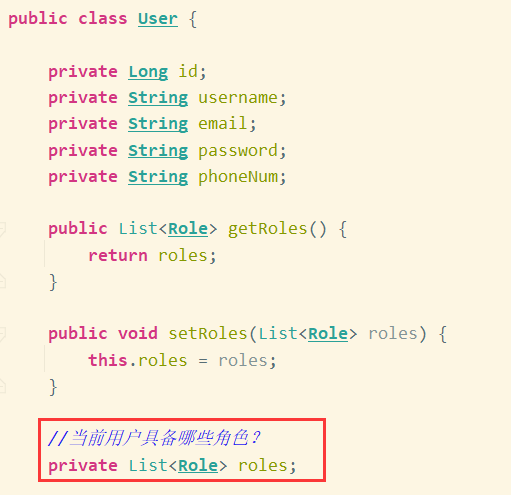 public class User {
private Long id;
private String username;
private String email;
private String password;
private String phoneNum;
public List<Role> getRoles() {
return roles;
}
public void setRoles(List<Role> roles) {
this.roles = roles;
}
//当前用户具备哪些角色？
private List<Role> roles;